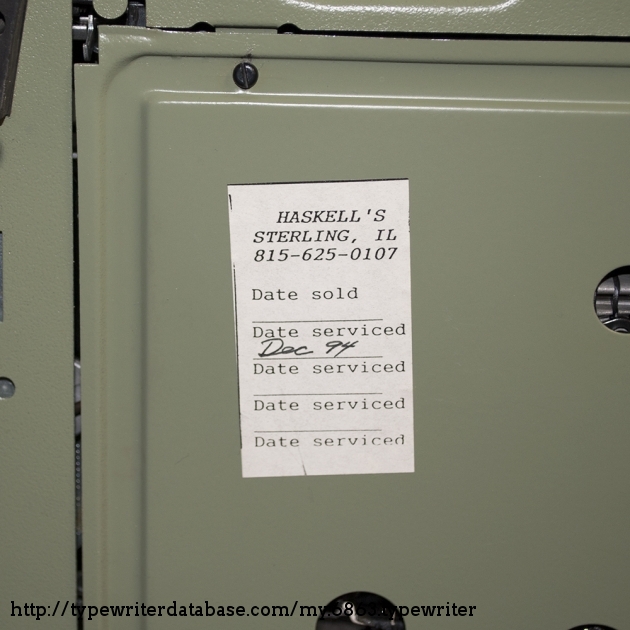 HASKELL'S
STERLING, IL
815-625-0107
Date sold
Date serviced
Dec 94
Date serviced
Date serviced
Date serviced
http://typewriterdatabase.com/my.
typewriter